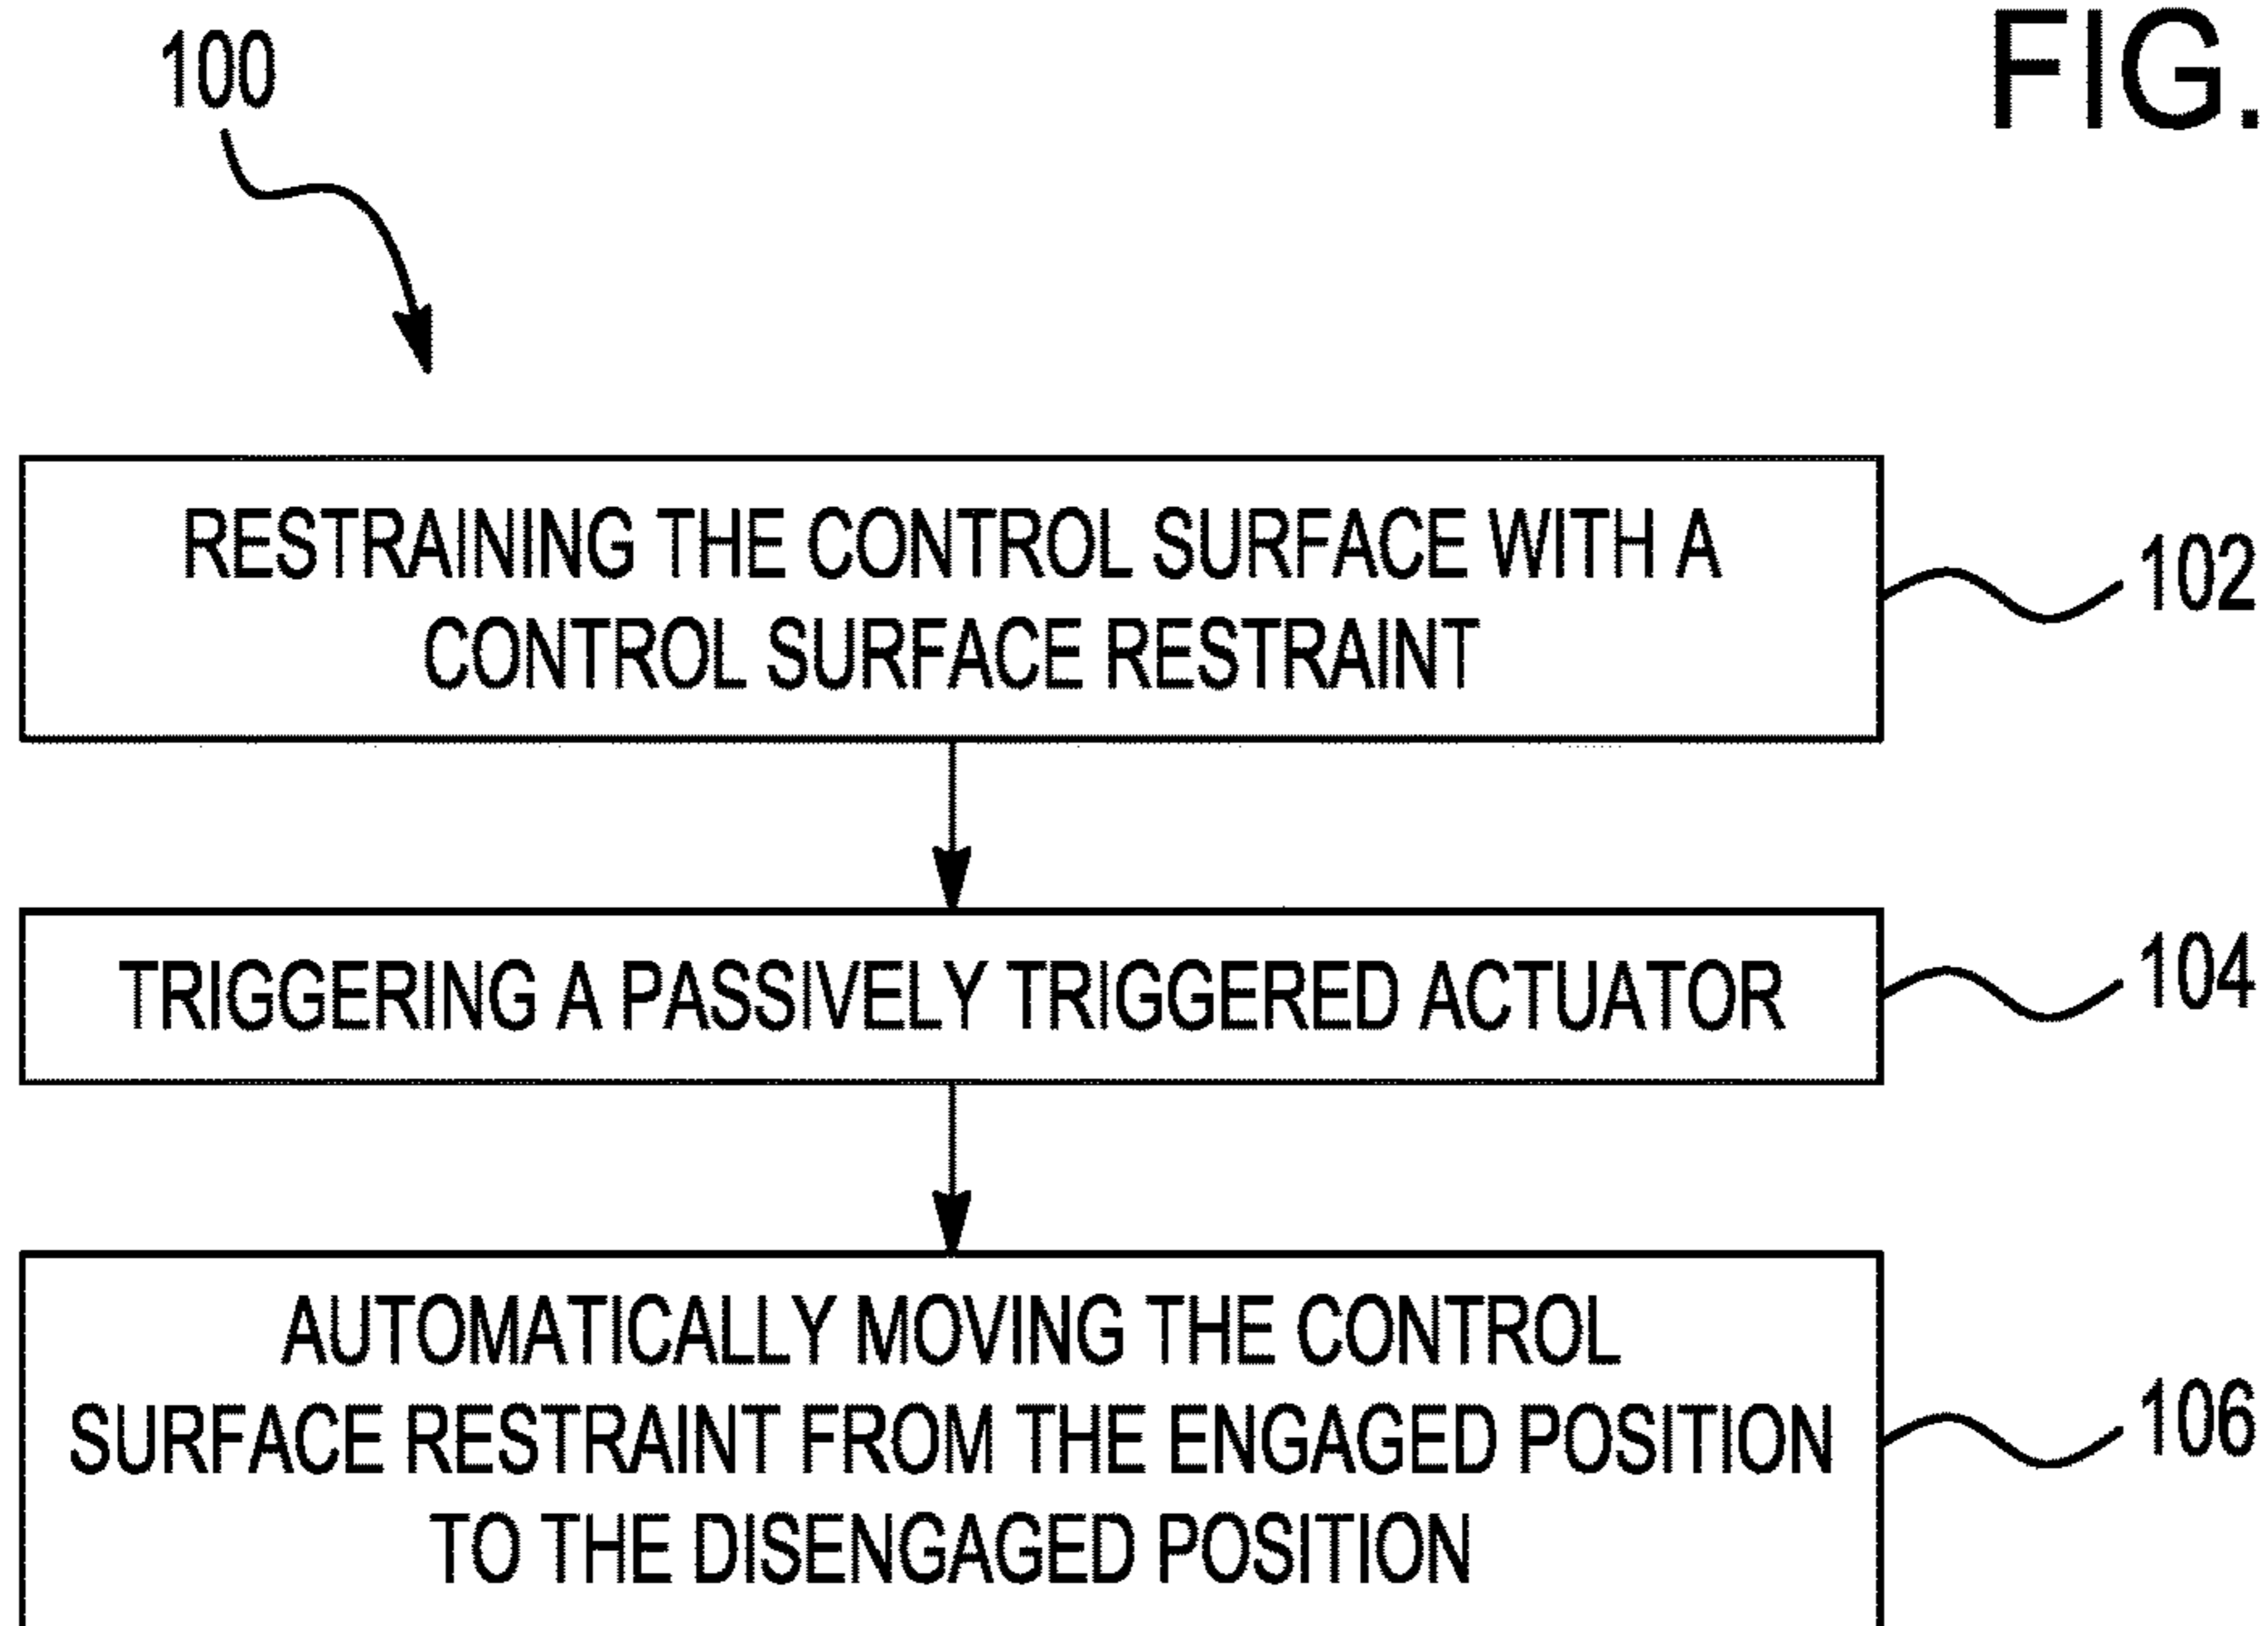 100
FIG.
RESTRAINING THE CONTROL SURFACE WITH A
CONTROL SURFACE RESTRAINT
102
TRIGGERING A PASSIVELY TRIGGERED ACTUATOR
104
AUTOMATICALLY MOVING THE CONTROL
SURFACE RESTRAINT FROM THE ENGAGED POSITION
TO THE DISENGAGED POSITION
106